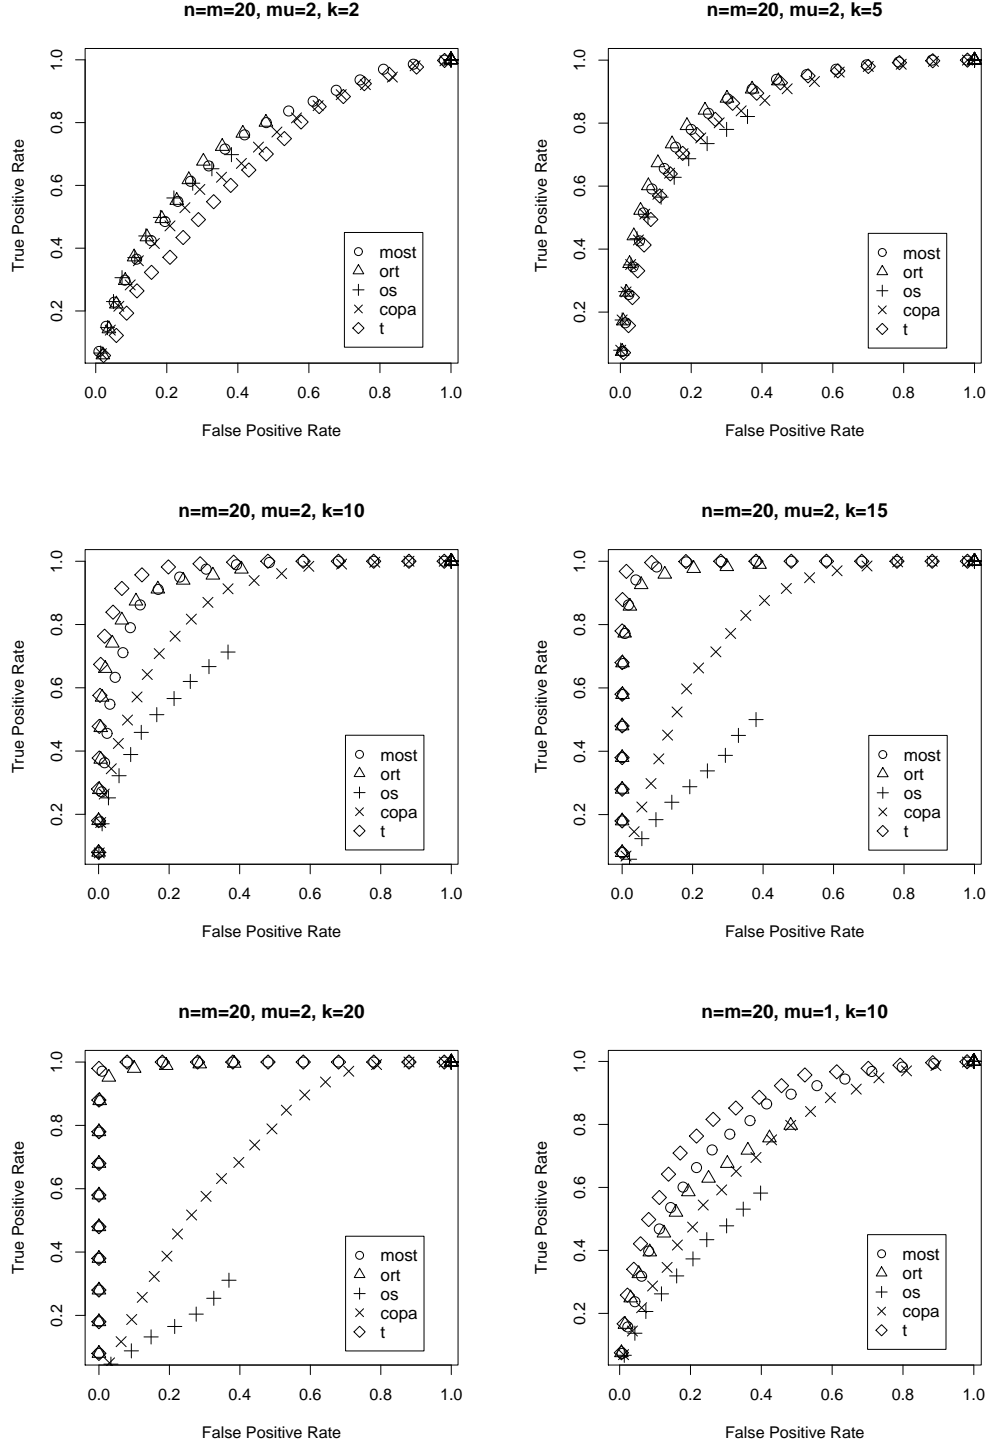 n=m=20, mu=2, k=2
True Positive Rate
0.2 0.4 0.6 0.8 1.0
most
ort
os
copa
t
0.0 0.2 0.4 0.6 0.8 1.0
False Positive Rate
n=m=20, mu=2, k=5
True Positive Rate
0.2 0.4 0.6 0.8 1.0
most
ort
os
copa
t
0.0 0.2 0.4 0.6 0.8 1.0
False Positive Rate
n=m=20, mu=2, k=10
True Positive Rate
0.2 0.4 0.6 0.8 1.0
most
ort
os
copa
t
0.0 0.2 0.4 0.6 0.8 1.0
False Positive Rate
n=m=20, mu=2, k=15
True Positive Rate
0.2 0.4 0.6 0.8 1.0
most
ort
os
copa
t
0.0 0.2 0.4 0.6 0.8 1.0
False Positive Rate
n=m=20, mu=2, k=20
True Positive Rate
0.2 0.4 0.6 0.8 1.0
most
ort
os
copa
t
0.0 0.2 0.4 0.6 0.8 1.0
False Positive Rate
n=m=20, mu=1, k=10
True Positive Rate
0.2 0.4 0.6 0.8 1.0
most
ort
os
copa
t
0.0 0.2 0.4 0.6 0.8 1.0
False Positive Rate